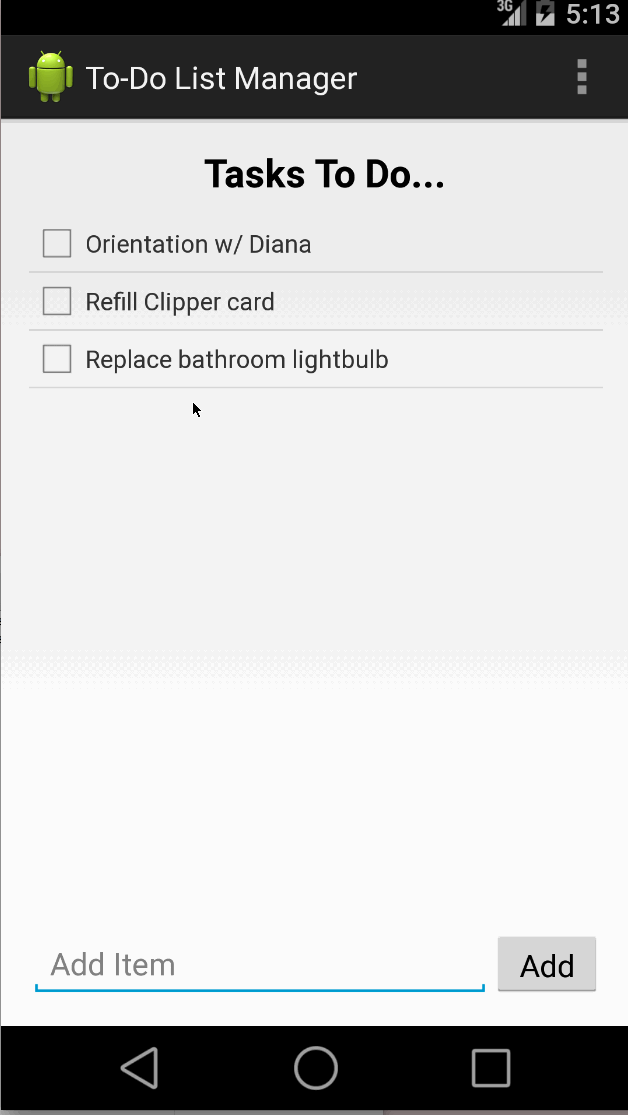 3G 5:13
To-Do List Manager
Tasks To Do...
Orientation w/ Diana
Refill Clipper card
Replace bathroom lightbulb
Add Item Add